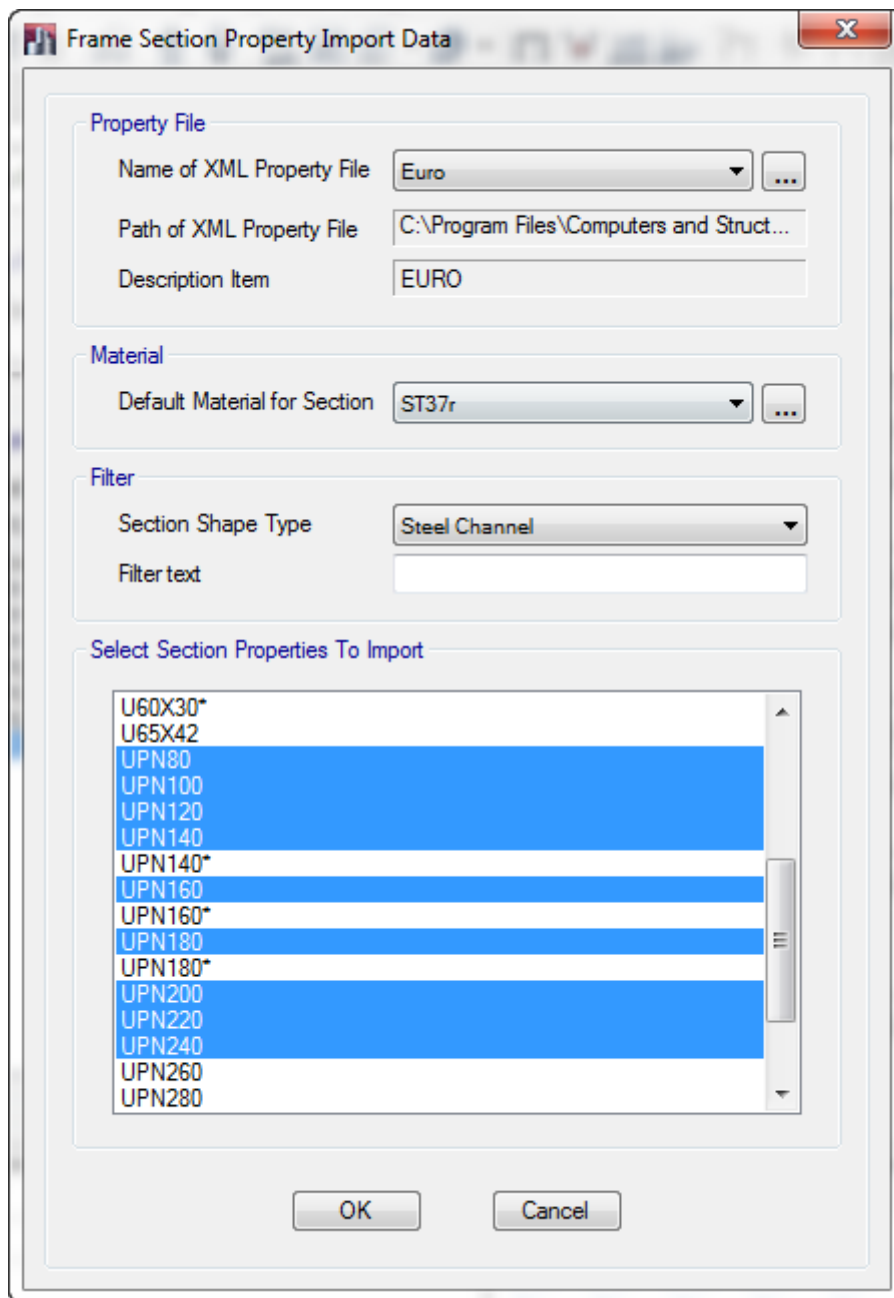 Frame Section Property Import Data
x
Property File
Name of XML Property File Euro ...
Path of XML Property File C:\Program Files\Computers and Struct...
Description Item EURO
Material
Default Material for Section ST37r ...
Filter
Section Shape Type Steel Channel
Filter text
Select Section Properties To Import
U60X30*
U65X42
UPN80
UPN100
UPN120
UPN140
UPN140*
UPN160
UPN160*
UPN180
UPN180*
UPN200
UPN220
UPN240
UPN260
UPN280
OK Cancel